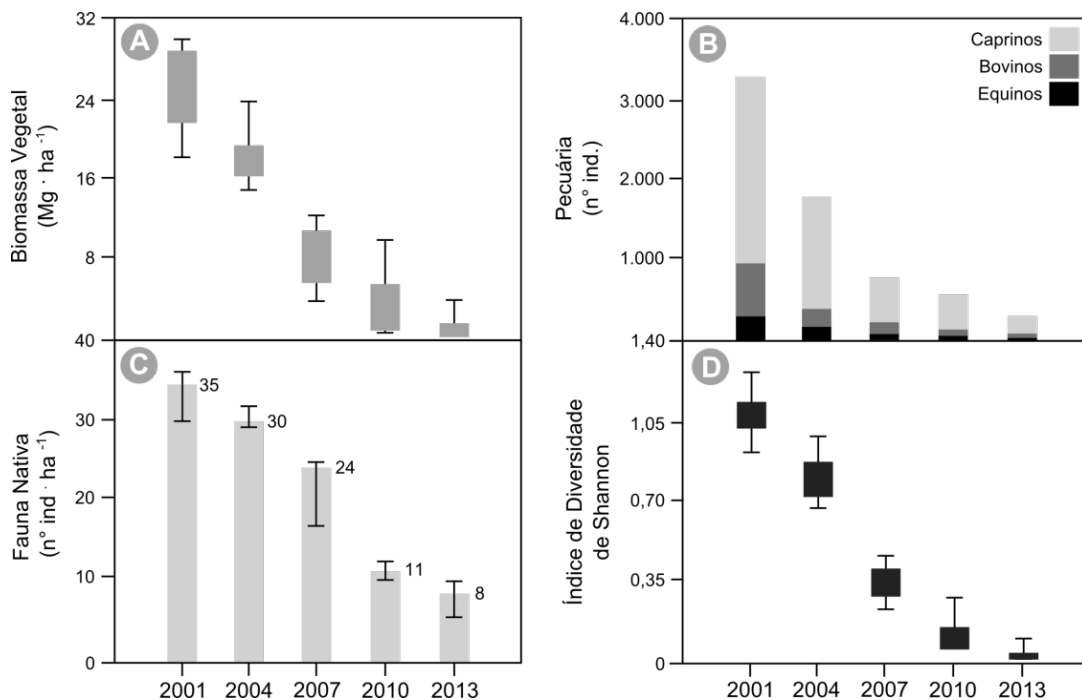 A
32
24
16
8
40
Biomassa Vegetal
(Mg · ha -1)
B
4.000
3.000
2.000
1.000
1,40
Pecuária
(n° ind.)
Caprinos
Bovinos
Equinos
C
30
20
10
0
Fauna Nativa
(n° ind · ha -1)
35
30
24
11
8
2001 2004 2007 2010 2013
D
1,05
0,70
0,35
0
Índice de Diversidade
de Shannon
2001 2004 2007 2010 2013